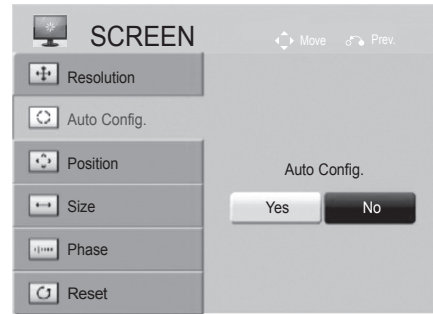 SCREEN
Move Prev.
Resolution
Auto Config.
Position
Size
Phase
Reset
Auto Config.
Yes No